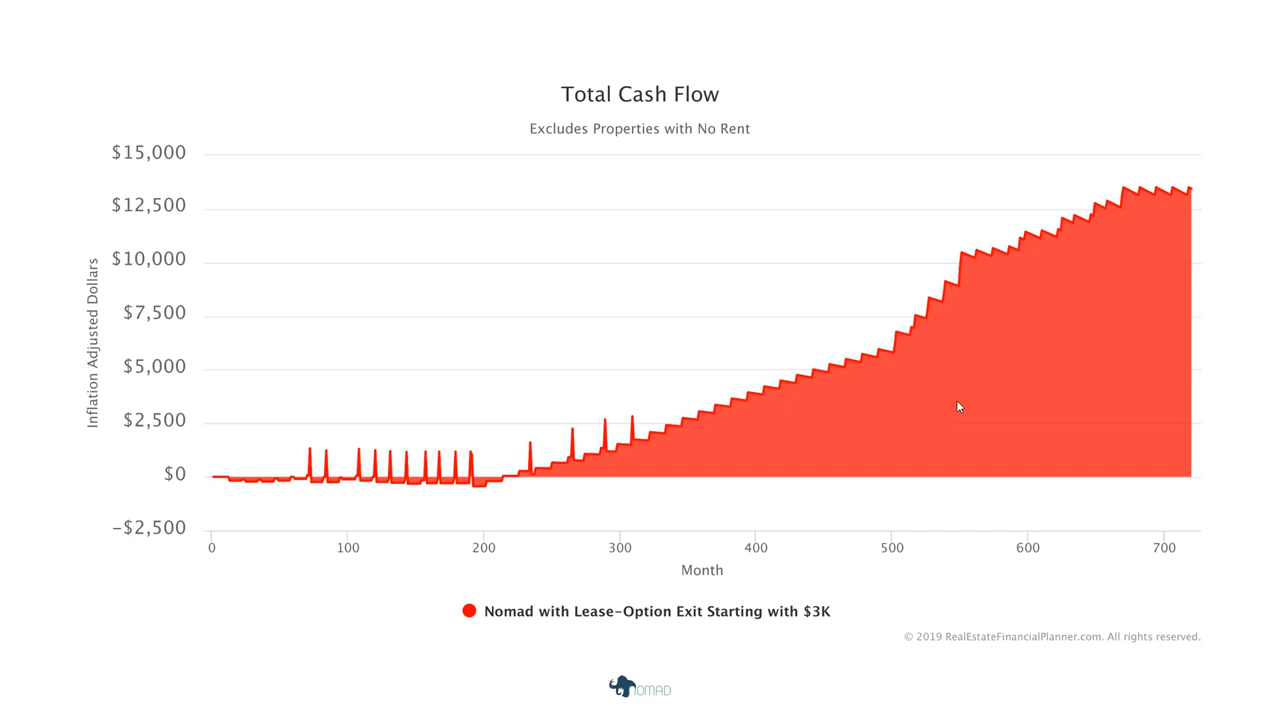 Total Cash Flow
Excludes Properties with No Rent
$15,000
$12,500
$10,000
$7,500
$5,000
$2,500
$0
−$2,500
Inflation Adjusted Dollars
0 100 200 300 400 500 600 700
Month
Nomad with Lease-Option Exit Starting with $3K
© 2019 RealEstateFinancialPlanner.com. All rights reserved.
NOMAD